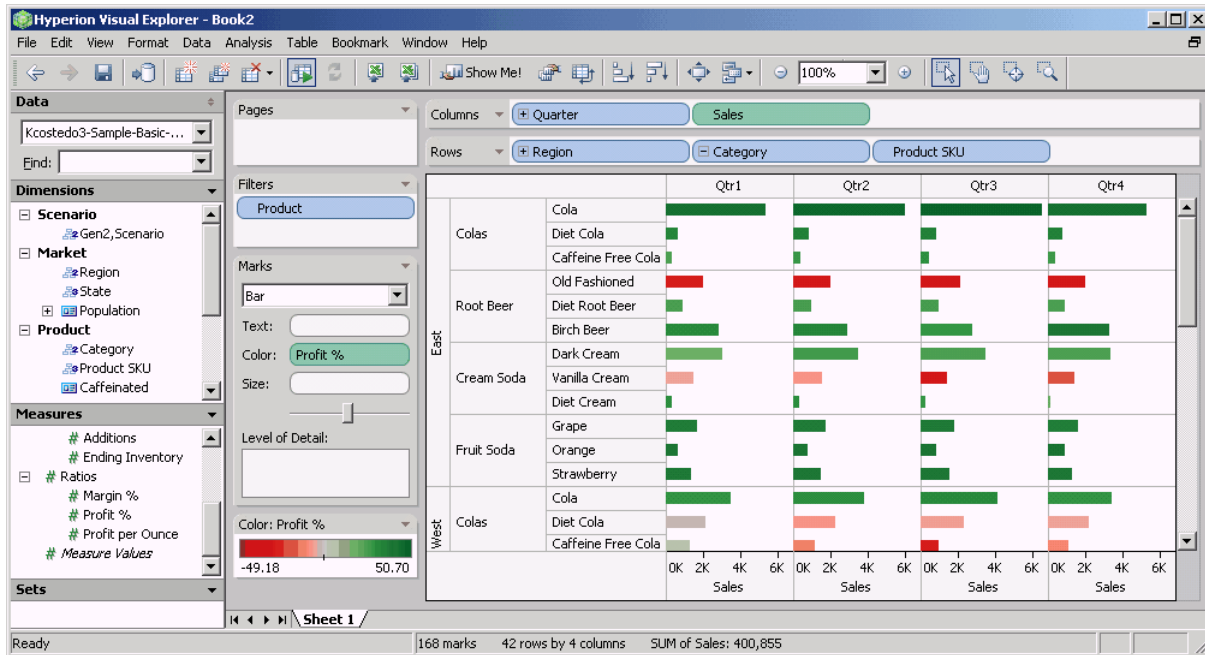 Hyperion Visual Explorer - Book2
File Edit View Format Data Analysis Table Bookmark Window Help
Show Me! 100%
Data
Kcostedo3-Sample-Basic-...
Find:
Dimensions
Scenario
Gen2,Scenario
Market
Region
State
Population
Product
Category
Product SKU
Caffeinated
Measures
# Additions
# Ending Inventory
# Ratios
# Margin %
# Profit %
# Profit per Ounce
# Measure Values
Sets
Pages
Filters
Product
Marks
Bar
Text:
Color: Profit %
Size:
Level of Detail:
Color: Profit %
-49.18 50.70
Columns Quarter Sales
Rows Region Category Product SKU
Qtr1 Qtr2 Qtr3 Qtr4
East
Colas
Cola
Diet Cola
Caffeine Free Cola
Root Beer
Old Fashioned
Diet Root Beer
Birch Beer
Cream Soda
Dark Cream
Vanilla Cream
Diet Cream
Fruit Soda
Grape
Orange
Strawberry
West
Colas
Cola
Diet Cola
Caffeine Free Cola
0K 2K 4K 6K 0K 2K 4K 6K 0K 2K 4K 6K 0K 2K 4K 6K
Sales Sales Sales Sales
Sheet 1
Ready 168 marks 42 rows by 4 columns SUM of Sales: 400,855